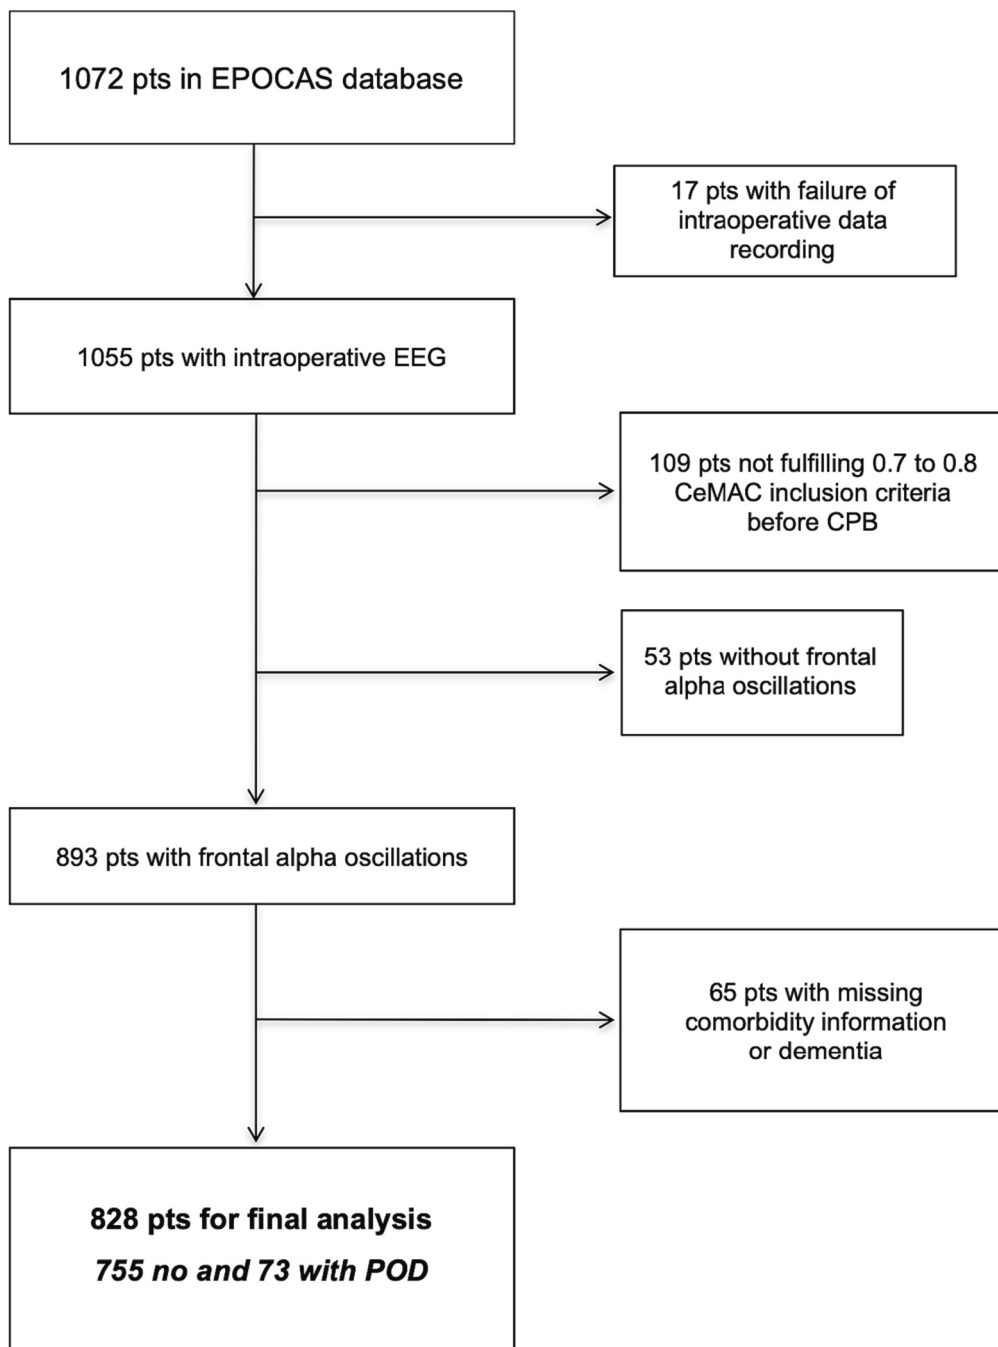 1072 pts in EPOCAS database
17 pts with failure of
intraoperative data
recording
1055 pts with intraoperative EEG
109 pts not fulfilling 0.7 to 0.8
CeMAC inclusion criteria
before CPB
53 pts without frontal
alpha oscillations
893 pts with frontal alpha oscillations
65 pts with missing
comorbidity information
or dementia
828 pts for final analysis
755 no and 73 with POD